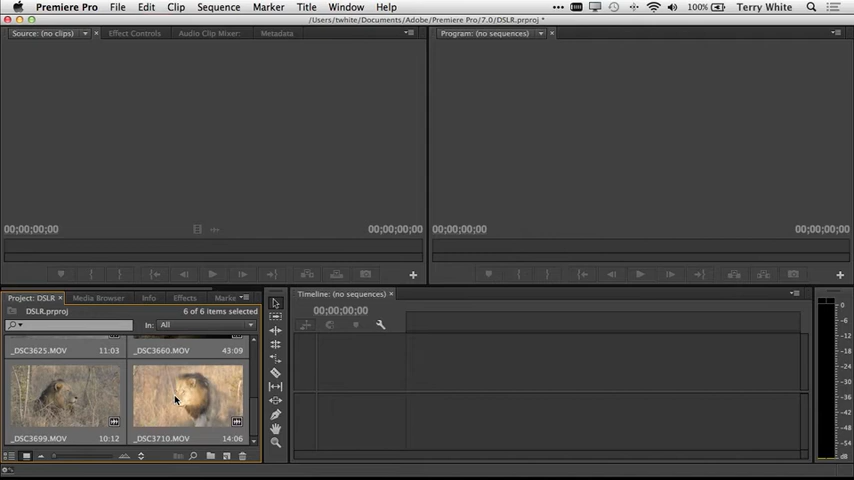 Premiere Pro File Edit Clip Sequence Marker Title Window Help 100% Terry White
/Users/twhite/Documents/Adobe/Premiere Pro/7.0/DSLR.prproj *
Source: (no clips) Effect Controls Audio Clip Mixer: Metadata Program: (no sequences)
00;00;00;00 00;00;00;00 00;00;00;00 00;00;00;00
Project: DSLR Media Browser Info Effects Marke Timeline: (no sequences)
DSLR.prproj 6 of 6 items selected 00;00;00;00
In: All
_DSC3625.MOV 11:03 _DSC3660.MOV 43:09
_DSC3699.MOV 10:12 _DSC3710.MOV 14:06
0
-6
-12
-18
-24
-30
-36
-42
-48
-54
dB